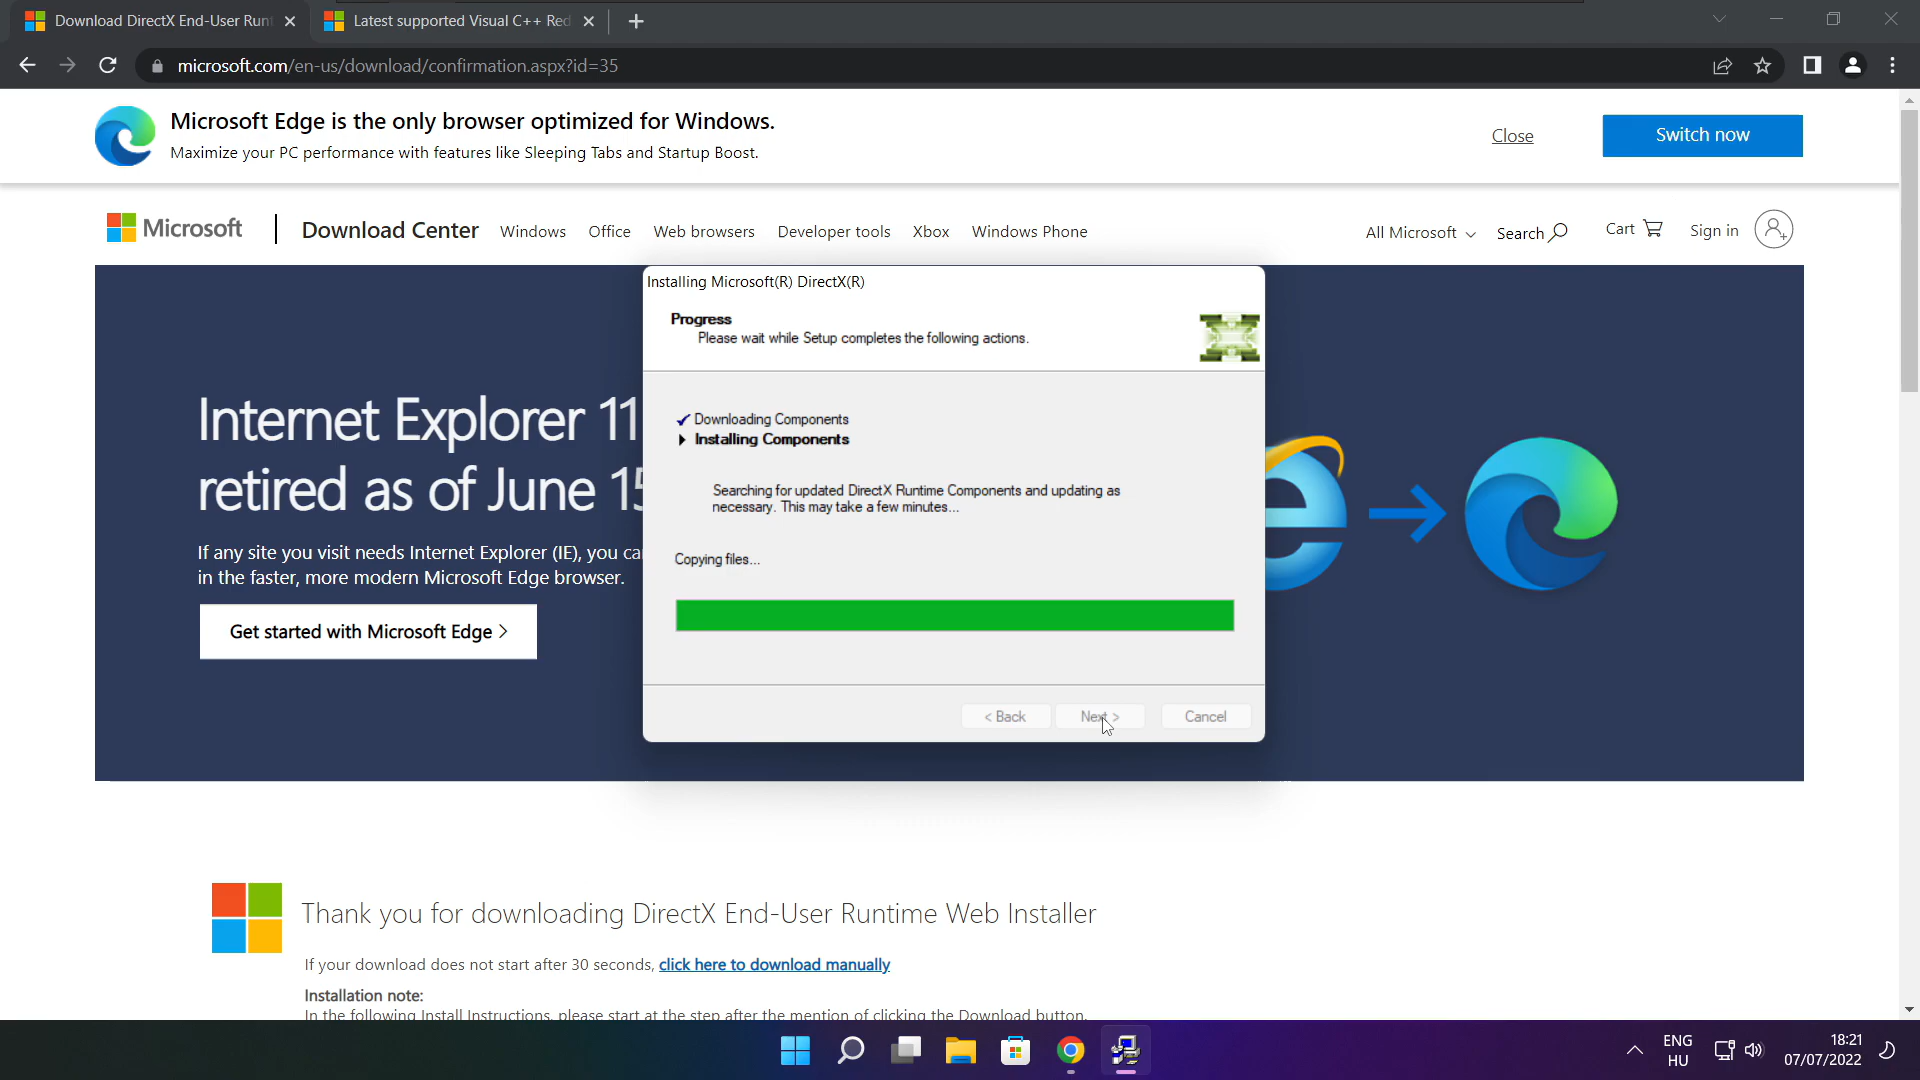 Download DirectX End-User Runt
Latest supported Visual C++ Red
microsoft.com/en-us/download/confirmation.aspx?id=35
Microsoft Edge is the only browser optimized for Windows.
Maximize your PC performance with features like Sleeping Tabs and Startup Boost.
Close
Switch now
Microsoft
Download Center
Windows
Office
Web browsers
Developer tools
Xbox
Windows Phone
All Microsoft
Search
Cart
Sign in
Installing Microsoft(R) DirectX(R)
Progress
Please wait while Setup completes the following actions.
Downloading Components
Installing Components
Searching for updated DirectX Runtime Components and updating as
necessary. This may take a few minutes...
Copying files...
< Back
Next >
Cancel
Internet Explorer 11
retired as of June 15
If any site you visit needs Internet Explorer (IE), you ca
in the faster, more modern Microsoft Edge browser.
Get started with Microsoft Edge >
Thank you for downloading DirectX End-User Runtime Web Installer
If your download does not start after 30 seconds, click here to download manually
Installation note:
In the following Install Instructions, please start at the step after the mention of clicking the Download button.
ENG
HU
18:21
07/07/2022